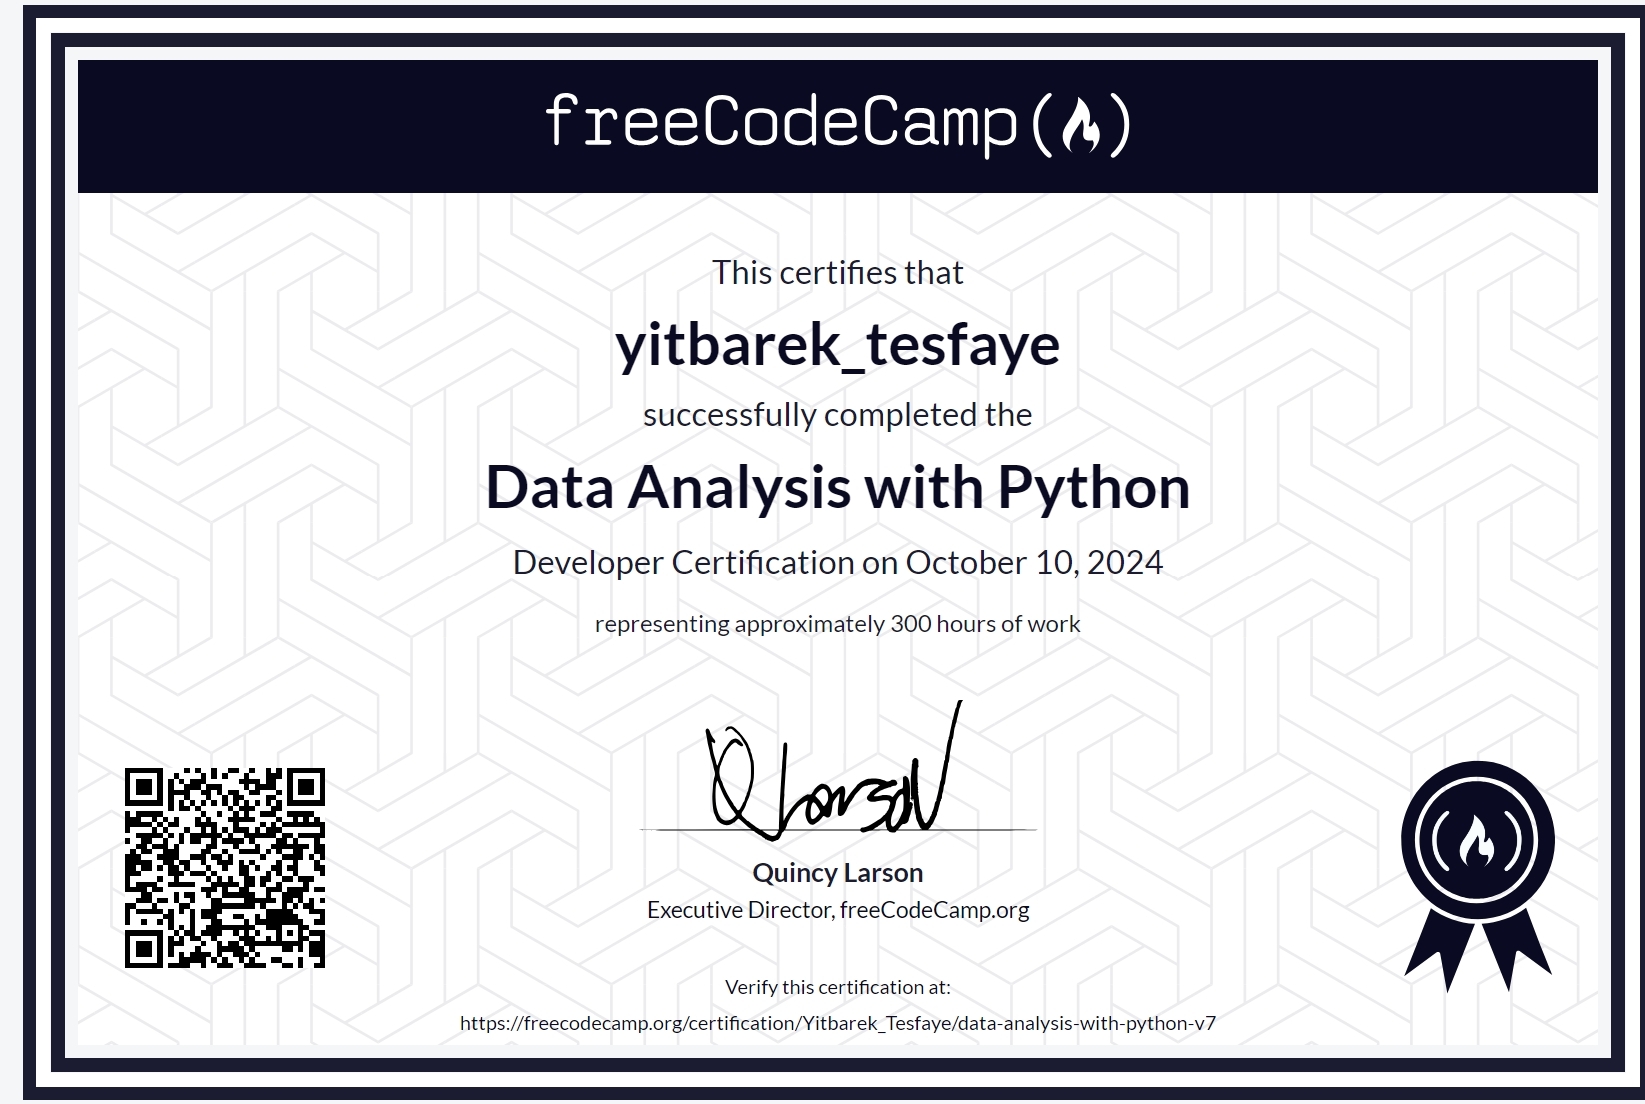 freeCodeCamp
This certifies that
yitbarek_tesfaye
successfully completed the
Data Analysis with Python
Developer Certification on October 10, 2024
representing approximately 300 hours of work
Quincy Larson
Executive Director, freeCodeCamp.org
Verify this certification at:
https://freecodecamp.org/certification/Yitbarek_Tesfaye/data-analysis-with-python-v7